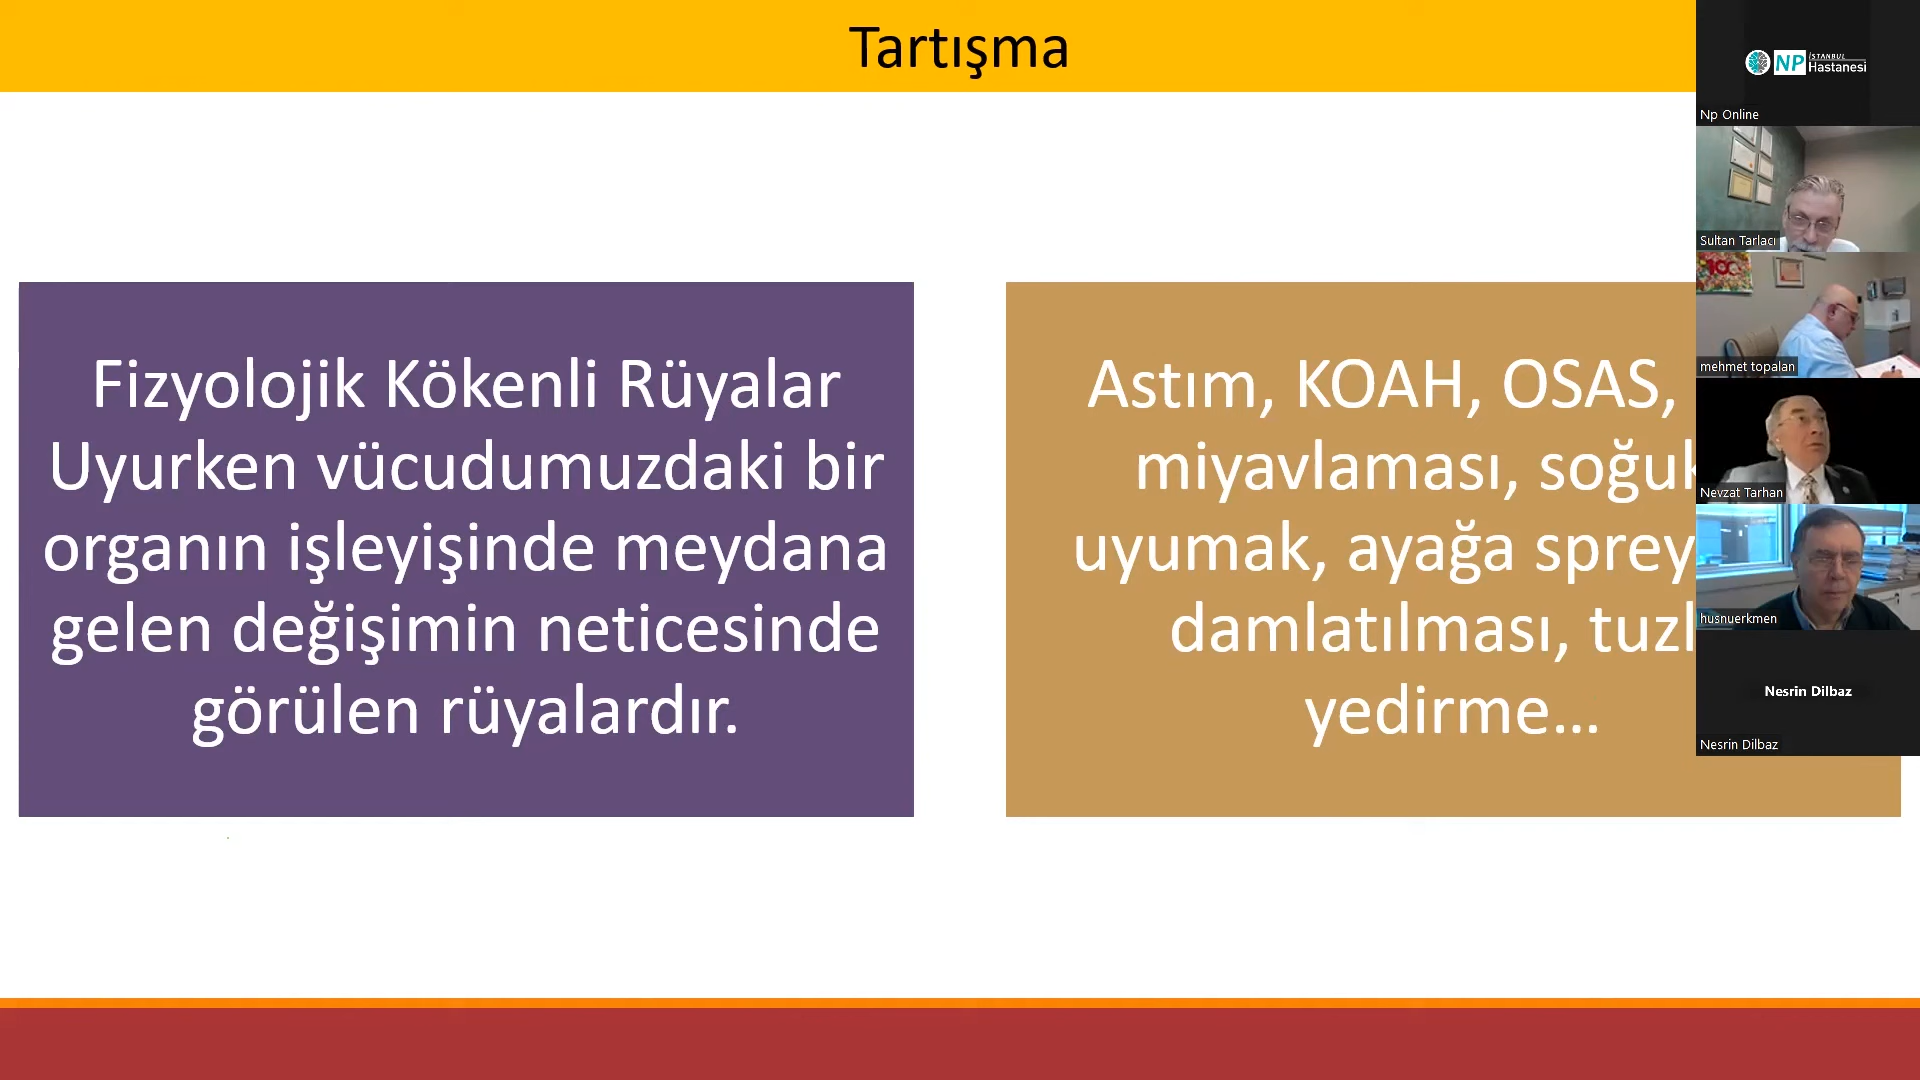 Tartışma
Fizyolojik Kökenli Rüyalar
Uyurken vücudumuzdaki bir
organın işleyişinde meydana
gelen değişimin neticesinde
görülen rüyalardır.
Astım, KOAH, OSAS,
miyavlaması,
uyumak, ayağa sprey
damlatılması,
yedirme...
NP İSTANBUL
Hastanesi
Np Online
Sultan Tarlacı
mehmet topalan
Nevzat Tarhan
husnuerkmen
Nesrin Dilbaz
Nesrin Dilbaz